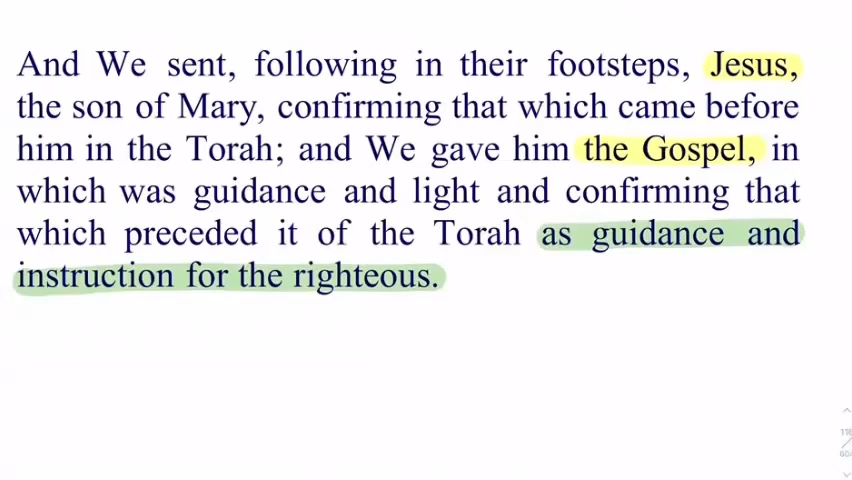 And We sent, following in their footsteps, Jesus,
the son of Mary, confirming that which came before
him in the Torah; and We gave him the Gospel, in
which was guidance and light and confirming that
which preceded it of the Torah as guidance and
instruction for the righteous.